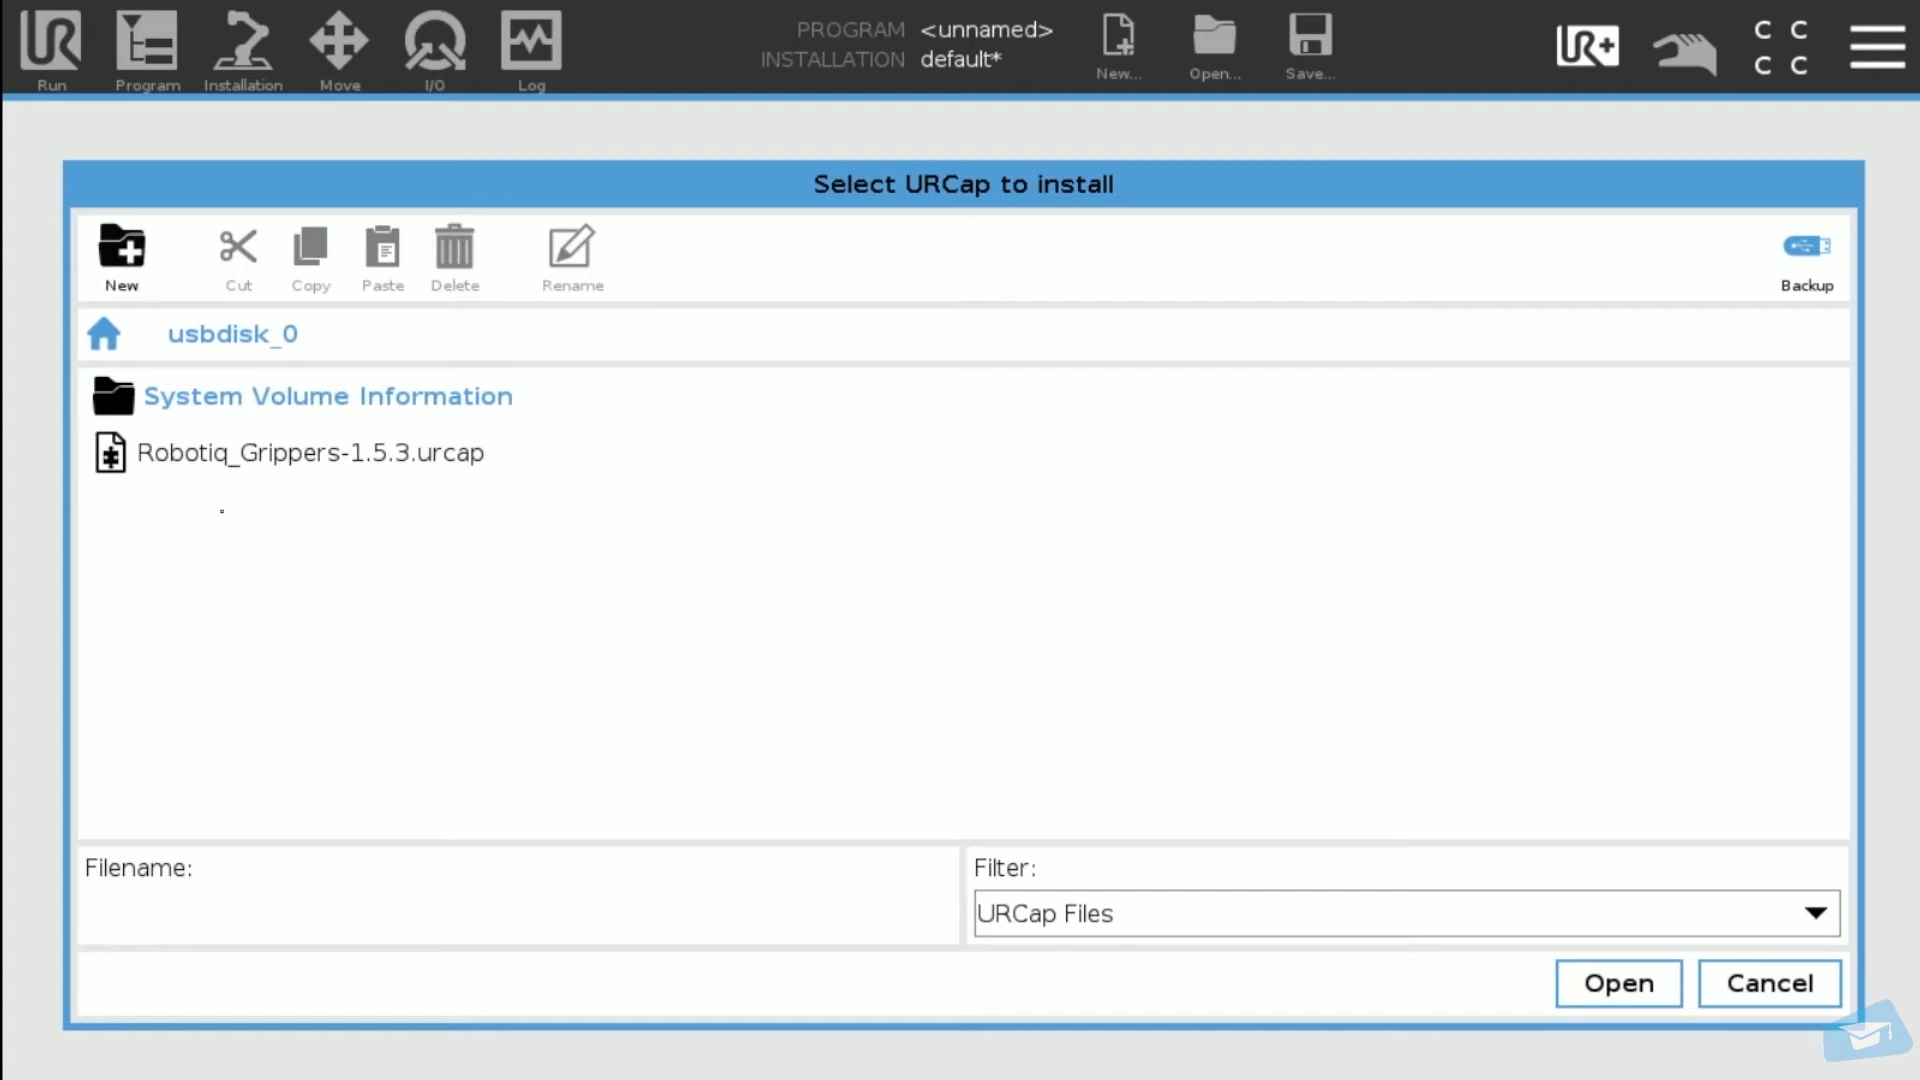 Run
Program
Installation
Move
I/O
Log
PROGRAM <unnamed>
INSTALLATION default*
New...
Open...
Save...
UR+
C C
C C
Select URCap to install
New
Cut
Copy
Paste
Delete
Rename
Backup
usbdisk_0
System Volume Information
Robotiq_Grippers-1.5.3.urcap
Filename:
Filter:
URCap Files
Open
Cancel